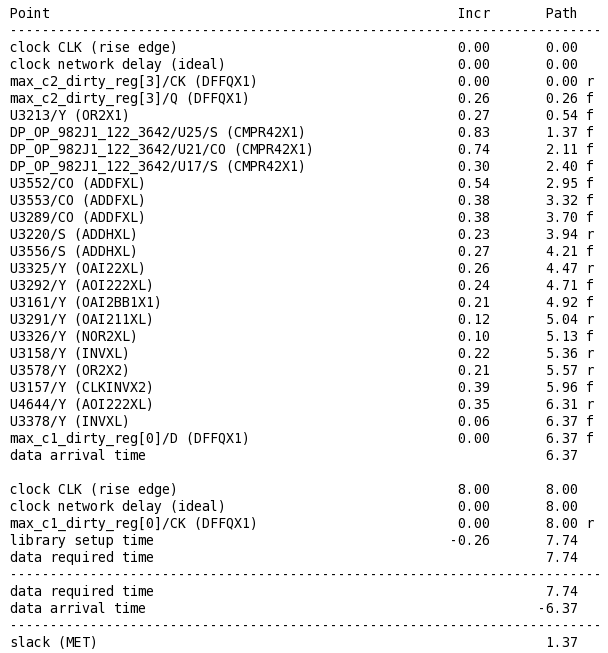 Point Incr Path
--------------------------------------------------------------------------
clock CLK (rise edge) 0.00 0.00
clock network delay (ideal) 0.00 0.00
max_c2_dirty_reg[3]/CK (DFFQX1) 0.00 0.00 r
max_c2_dirty_reg[3]/Q (DFFQX1) 0.26 0.26 f
U3213/Y (OR2X1) 0.27 0.54 f
DP_OP_982J1_122_3642/U25/S (CMPR42X1) 0.83 1.37 f
DP_OP_982J1_122_3642/U21/CO (CMPR42X1) 0.74 2.11 f
DP_OP_982J1_122_3642/U17/S (CMPR42X1) 0.30 2.40 f
U3552/CO (ADDFXL) 0.54 2.95 f
U3553/CO (ADDFXL) 0.38 3.32 f
U3289/CO (ADDFXL) 0.38 3.70 f
U3220/S (ADDHXL) 0.23 3.94 r
U3556/S (ADDHXL) 0.27 4.21 f
U3325/Y (OAI22XL) 0.26 4.47 r
U3292/Y (AOI222XL) 0.24 4.71 f
U3161/Y (OAI2BB1X1) 0.21 4.92 f
U3291/Y (OAI211XL) 0.12 5.04 r
U3326/Y (NOR2XL) 0.10 5.13 f
U3158/Y (INVXL) 0.22 5.36 r
U3578/Y (OR2X2) 0.21 5.57 r
U3157/Y (CLKINVX2) 0.39 5.96 f
U4644/Y (AOI222XL) 0.35 6.31 r
U3378/Y (INVXL) 0.06 6.37 f
max_c1_dirty_reg[0]/D (DFFQX1) 0.00 6.37 f
data arrival time 6.37
clock CLK (rise edge) 8.00 8.00
clock network delay (ideal) 0.00 8.00
max_c1_dirty_reg[0]/CK (DFFQX1) 0.00 8.00 r
library setup time -0.26 7.74
data required time 7.74
--------------------------------------------------------------------------
data required time 7.74
data arrival time -6.37
--------------------------------------------------------------------------
slack (MET) 1.37